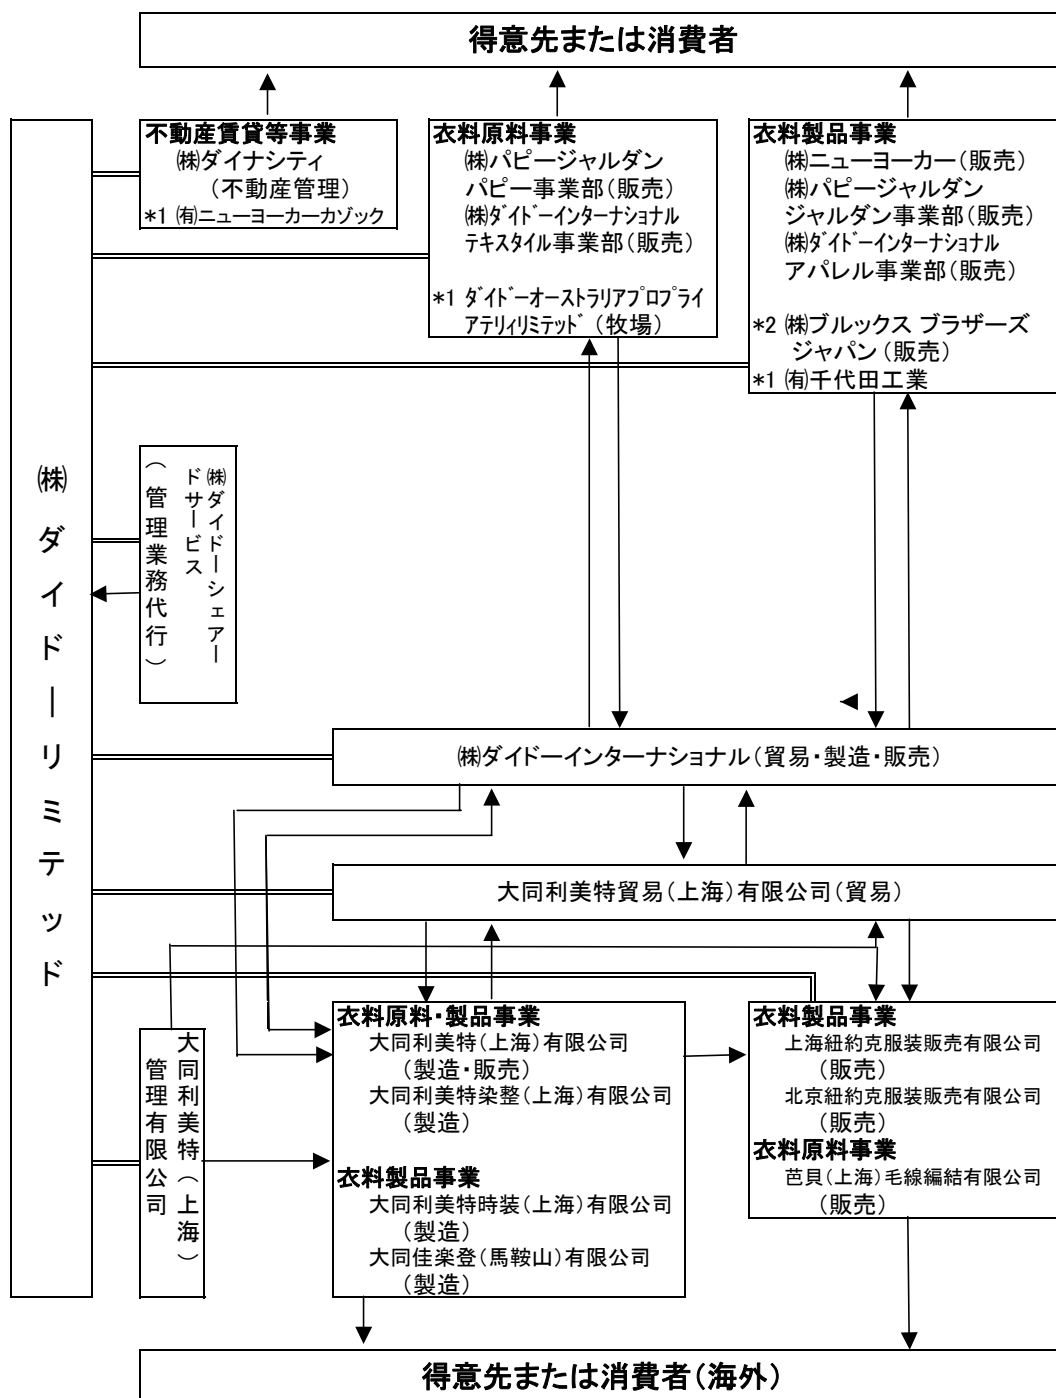 得意先または消費者
不動産賃貸等事業
㈱ダイナシティ
(不動産管理)
*1 ㈲ニューヨーカーカゾック
衣料原料事業
㈱パピージャルダン
パピー事業部(販売)
㈱ダイドーインターナショナル
テキスタイル事業部(販売)
*1 ダイドーオーストラリアプロプライ
アテリィリミテッド(牧場)
衣料製品事業
㈱ニューヨーカー(販売)
㈱パピージャルダン
ジャルダン事業部(販売)
㈱ダイドーインターナショナル
アパレル事業部(販売)
*2 ㈱ブルックス ブラザーズ
ジャパン(販売)
*1 ㈲千代田工業
㈱ダイドーリミテッド
㈱ダイドーシェアー
ドサービス
(管理業務代行)
㈱ダイドーインターナショナル(貿易・製造・販売)
大同利美特貿易(上海)有限公司(貿易)
大同利美特(上海)
管理有限公司
衣料原料・製品事業
大同利美特(上海)有限公司
(製造・販売)
大同利美特染整(上海)有限公司
(製造)
衣料製品事業
大同利美特時装(上海)有限公司
(製造)
大同佳楽登(馬鞍山)有限公司
(製造)
衣料製品事業
上海紐約克服装販売有限公司
(販売)
北京紐約克服装販売有限公司
(販売)
衣料原料事業
芭貝(上海)毛線編結有限公司
(販売)
得意先または消費者(海外)